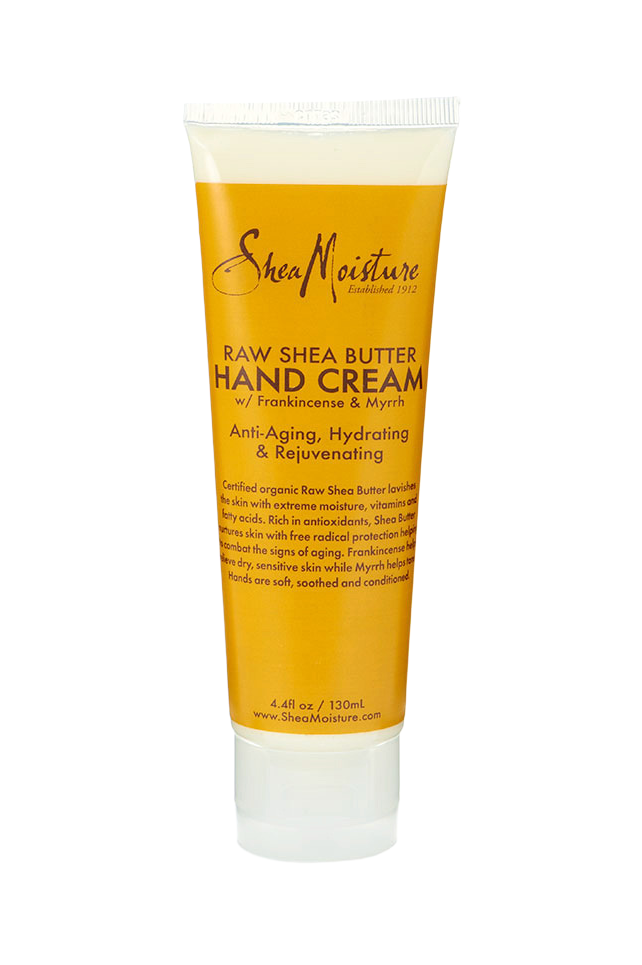 SheaMoisture
Established 1912
RAW SHEA BUTTER
HAND CREAM
w/ Frankincense & Myrrh
Anti-Aging, Hydrating
& Rejuvenating
Certified organic Raw Shea Butter lavishes
the skin with extreme moisture, vitamins and
fatty acids. Rich in antioxidants, Shea Butter
nurtures skin with free radical protection
combat the signs of aging. Frankincense
dry, sensitive skin while Myrrh helps
Hands are soft, soothed and conditioned.
4.4fl oz / 130mL
www.SheaMoisture.com